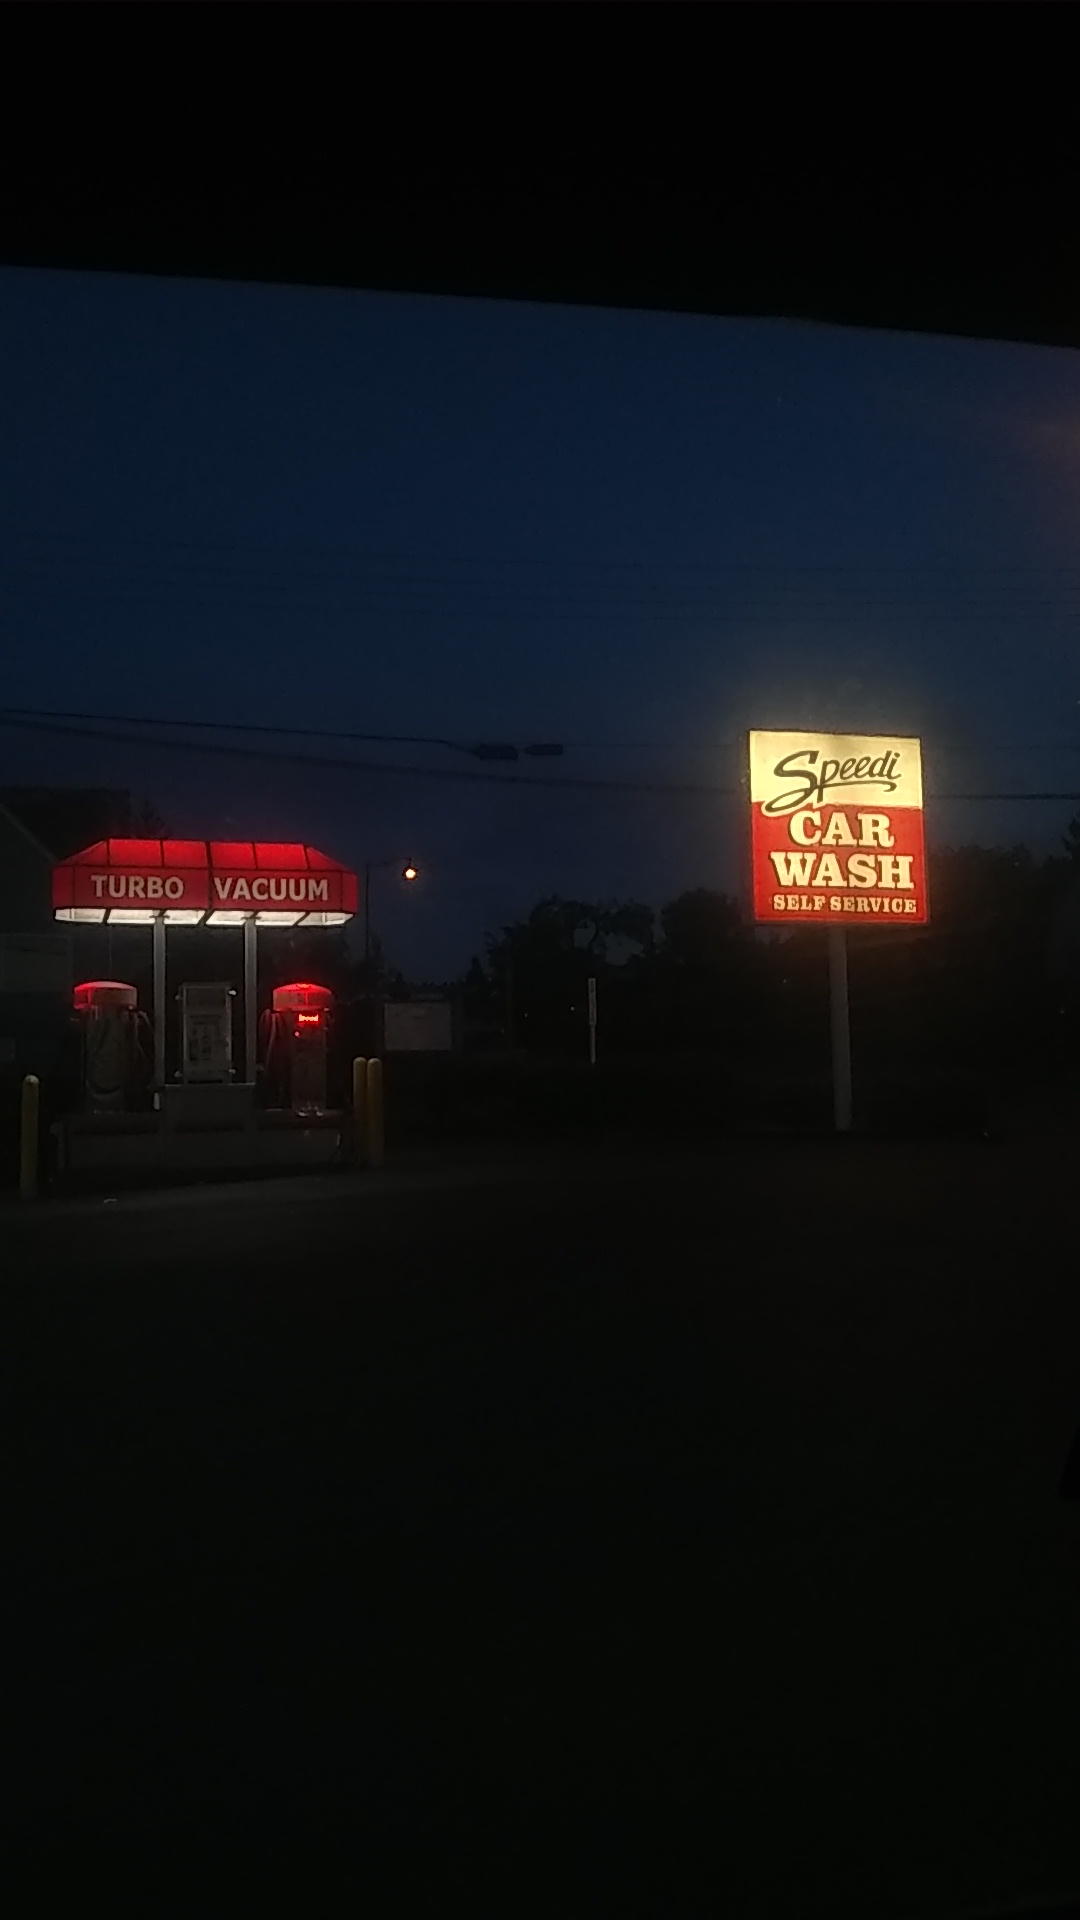 TURBO VACUUM
Speedi
CAR
WASH
SELF SERVICE